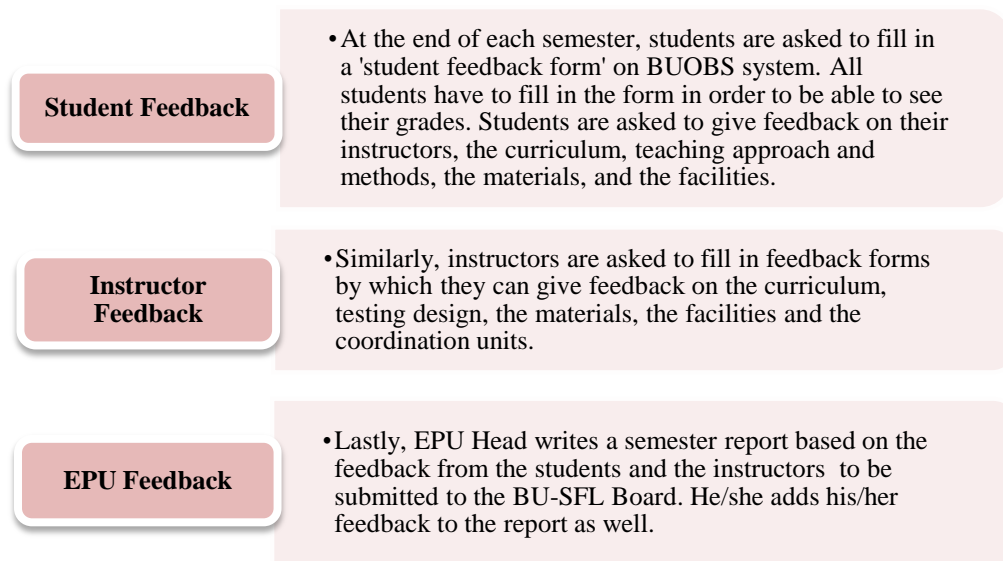 Student Feedback
•At the end of each semester, students are asked to fill in
a 'student feedback form' on BUOBS system. All
students have to fill in the form in order to be able to see
their grades. Students are asked to give feedback on their
instructors, the curriculum, teaching approach and
methods, the materials, and the facilities.
Instructor
Feedback
•Similarly, instructors are asked to fill in feedback forms
by which they can give feedback on the curriculum,
testing design, the materials, the facilities and the
coordination units.
EPU Feedback
•Lastly, EPU Head writes a semester report based on the
feedback from the students and the instructors  to be
submitted to the BU-SFL Board. He/she adds his/her
feedback to the report as well.